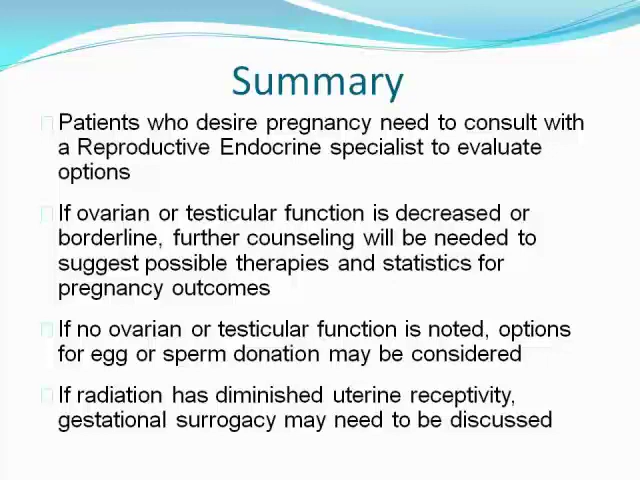 Summary
Patients who desire pregnancy need to consult with
a Reproductive Endocrine specialist to evaluate
options
If ovarian or testicular function is decreased or
borderline, further counseling will be needed to
suggest possible therapies and statistics for
pregnancy outcomes
If no ovarian or testicular function is noted, options
for egg or sperm donation may be considered
If radiation has diminished uterine receptivity,
gestational surrogacy may need to be discussed